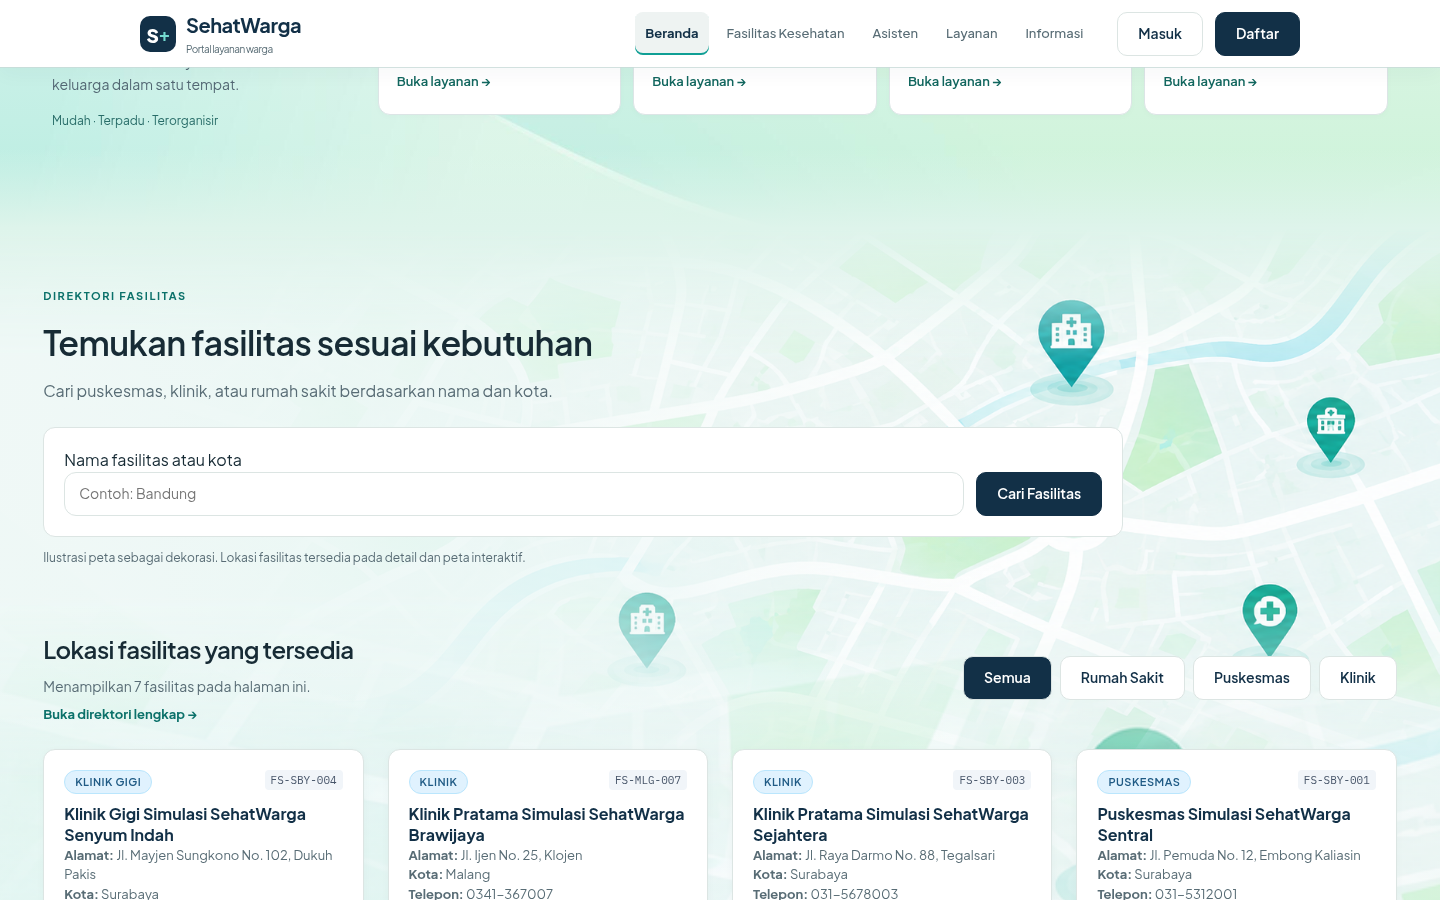 S+
SehatWarga
Portal layanan warga
Beranda
Fasilitas Kesehatan
Asisten
Layanan
Informasi
Masuk
Daftar
keluarga dalam satu tempat.
Mudah · Terpadu · Terorganisir
Buka layanan →
Buka layanan →
Buka layanan →
Buka layanan →
DIREKTORI FASILITAS
Temukan fasilitas sesuai kebutuhan
Cari puskesmas, klinik, atau rumah sakit berdasarkan nama dan kota.
Nama fasilitas atau kota
Contoh: Bandung
Cari Fasilitas
Ilustrasi peta sebagai dekorasi. Lokasi fasilitas tersedia pada detail dan peta interaktif.
Lokasi fasilitas yang tersedia
Menampilkan 7 fasilitas pada halaman ini.
Buka direktori lengkap →
Semua
Rumah Sakit
Puskesmas
Klinik
KLINIK GIGI
FS-SBY-004
Klinik Gigi Simulasi SehatWarga
Senyum Indah
Alamat: Jl. Mayjen Sungkono No. 102, Dukuh
Pakis
Kota: Surabaya
KLINIK
FS-MLG-007
Klinik Pratama Simulasi SehatWarga
Brawijaya
Alamat: Jl. Ijen No. 25, Klojen
Kota: Malang
Telepon: 0341-367007
KLINIK
FS-SBY-003
Klinik Pratama Simulasi SehatWarga
Sejahtera
Alamat: Jl. Raya Darmo No. 88, Tegalsari
Kota: Surabaya
Telepon: 031-5678003
PUSKESMAS
FS-SBY-001
Puskesmas Simulasi SehatWarga
Sentral
Alamat: Jl. Pemuda No. 12, Embong Kaliasin
Kota: Surabaya
Telepon: 031-5312001